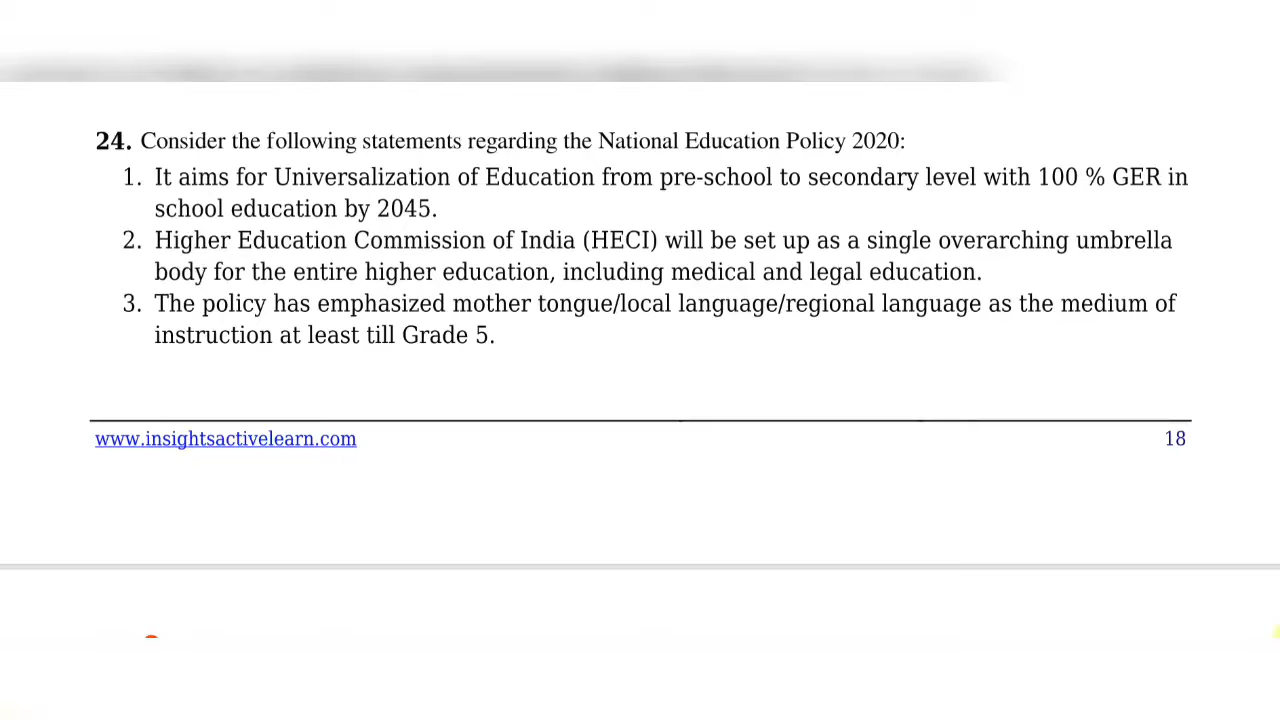 24. Consider the following statements regarding the National Education Policy 2020:
1. It aims for Universalization of Education from pre-school to secondary level with 100 % GER in
school education by 2045.
2. Higher Education Commission of India (HECI) will be set up as a single overarching umbrella
body for the entire higher education, including medical and legal education.
3. The policy has emphasized mother tongue/local language/regional language as the medium of
instruction at least till Grade 5.
www.insightsactivelearn.com 18